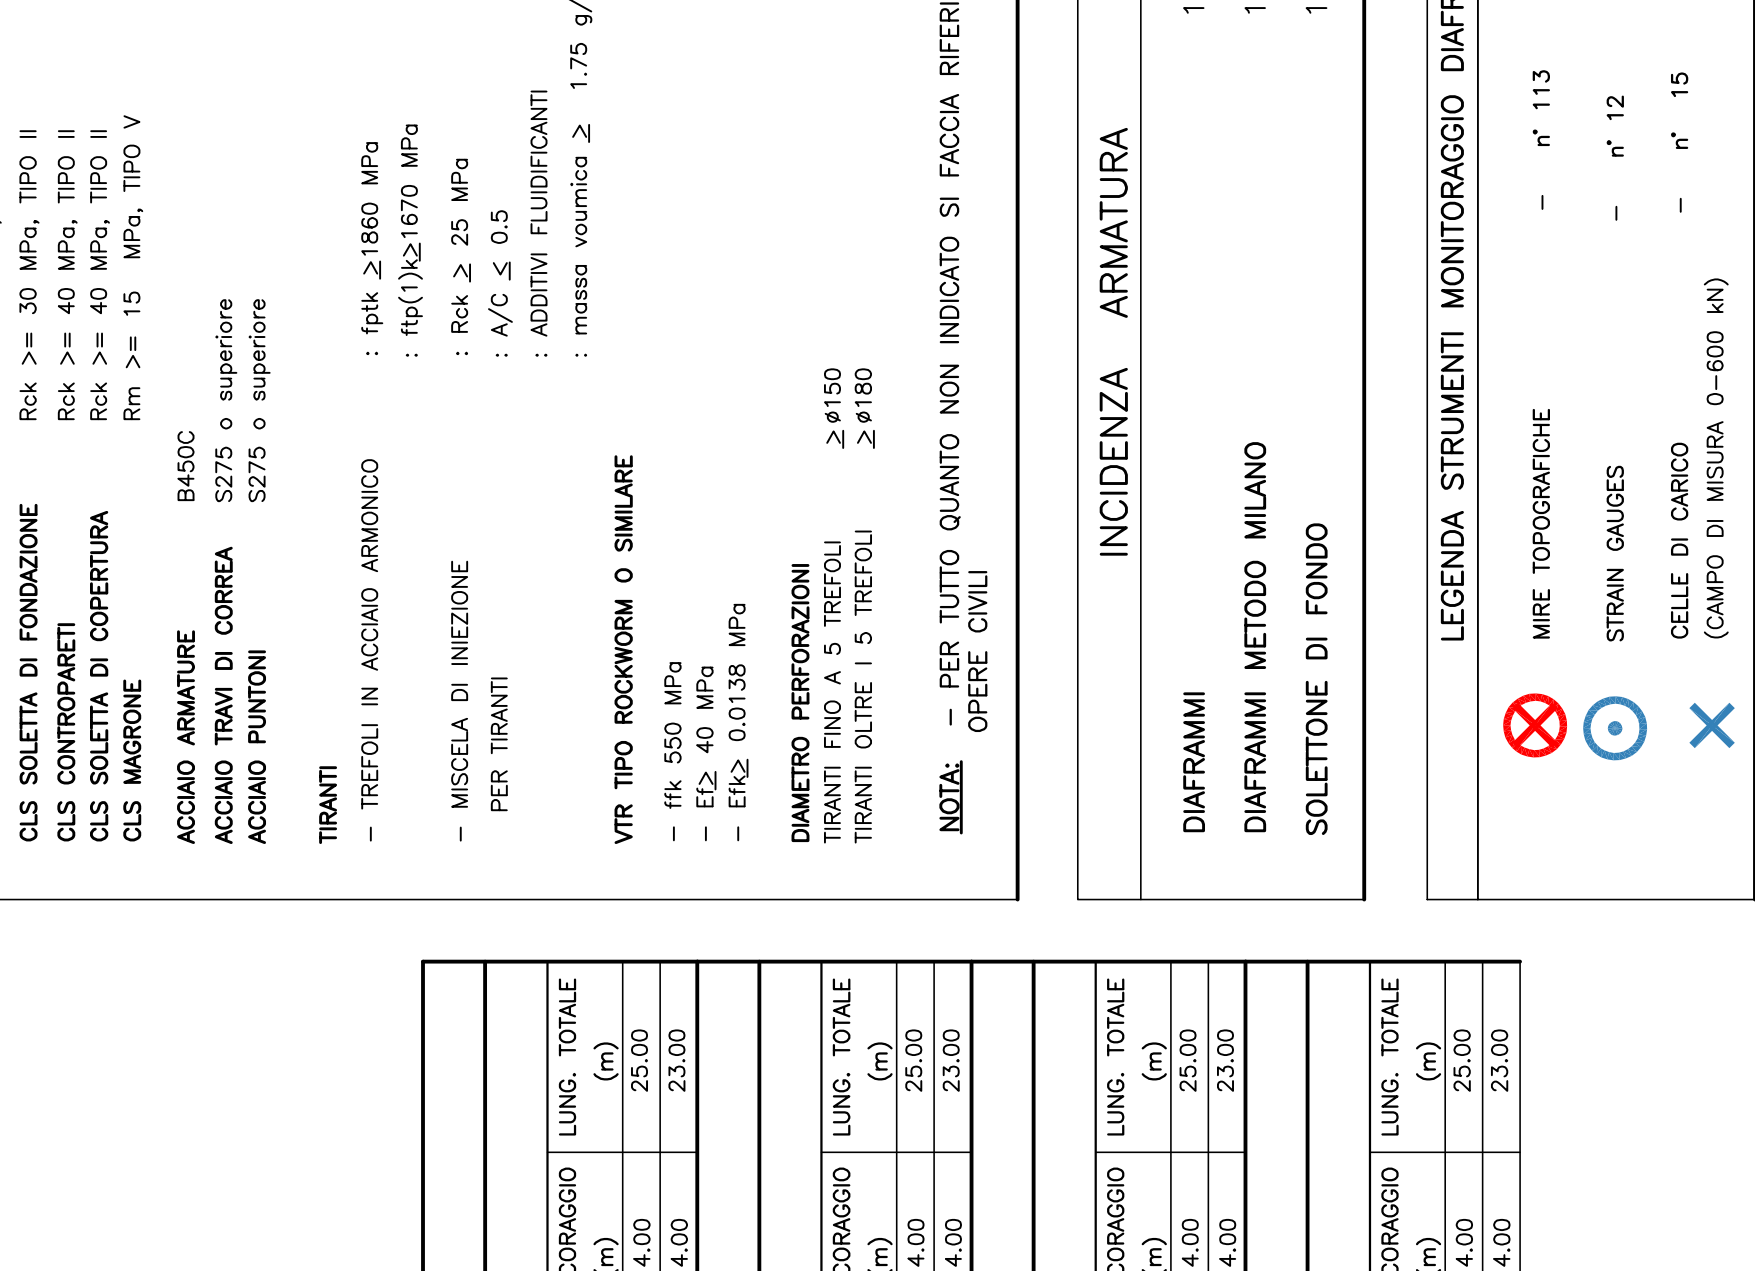 CLS SOLETTA DI FONDAZIONE Rck >= 30 MPa, TIPO II
CLS CONTROPARETI Rck >= 40 MPa, TIPO II
CLS SOLETTA DI COPERTURA Rck >= 40 MPa, TIPO II
CLS MAGRONE Rm >= 15 MPa, TIPO V
ACCIAIO ARMATURE B450C
ACCIAIO TRAVI DI CORREA S275 o superiore
ACCIAIO PUNTONI S275 o superiore
TIRANTI
– TREFOLI IN ACCIAIO ARMONICO : fptk ≥1860 MPa
: ftp(1)k≥1670 MPa
– MISCELA DI INIEZIONE : Rck ≥ 25 MPa
PER TIRANTI : A/C ≤ 0.5
: ADDITIVI FLUIDIFICANTI
: massa voumica ≥ 1.75 g/
VTR TIPO ROCKWORM O SIMILARE
– ffk 550 MPa
– Ef≥ 40 MPa
– Efk≥ 0.0138 MPa
DIAMETRO PERFORAZIONI
TIRANTI FINO A 5 TREFOLI ≥ø150
TIRANTI OLTRE I 5 TREFOLI ≥ø180
NOTA: – PER TUTTO QUANTO NON INDICATO SI FACCIA RIFERI
OPERE CIVILI
INCIDENZA ARMATURA
DIAFRAMMI 1
DIAFRAMMI METODO MILANO 1
SOLETTONE DI FONDO 1
LEGENDA STRUMENTI MONITORAGGIO DIAFR
MIRE TOPOGRAFICHE – n° 113
STRAIN GAUGES – n° 12
CELLE DI CARICO – n° 15
(CAMPO DI MISURA 0–600 kN)
CORAGGIO LUNG. TOTALE
(m) (m)
4.00 25.00
4.00 23.00
CORAGGIO LUNG. TOTALE
(m) (m)
4.00 25.00
4.00 23.00
CORAGGIO LUNG. TOTALE
(m) (m)
4.00 25.00
4.00 23.00
CORAGGIO LUNG. TOTALE
(m) (m)
4.00 25.00
4.00 23.00